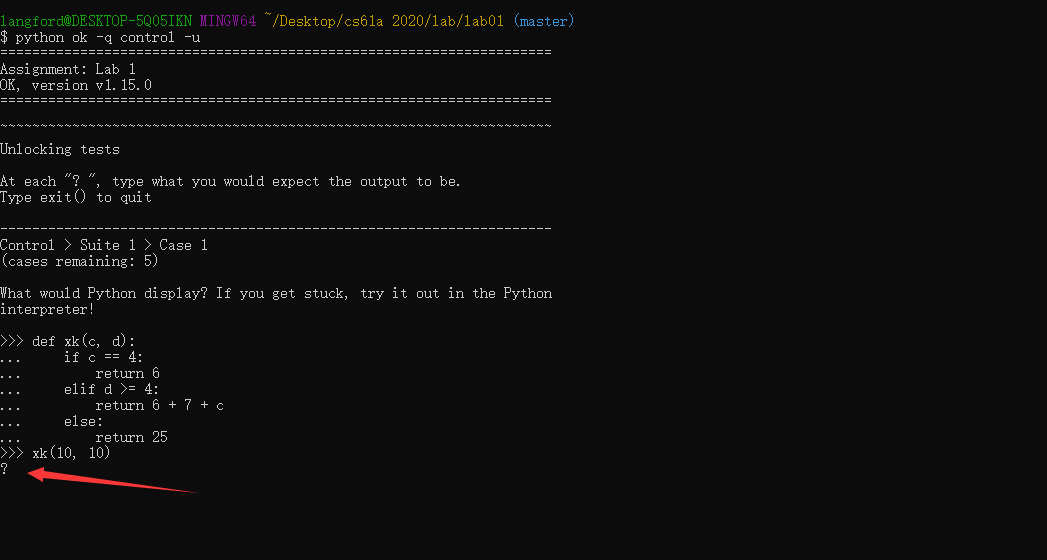 langford@DESKTOP-5Q05IKN MINGW64 ~/Desktop/cs61a 2020/lab/lab01 (master)
$ python ok -q control -u
=====================================================================
Assignment: Lab 1
OK, version v1.15.0
=====================================================================
~~~~~~~~~~~~~~~~~~~~~~~~~~~~~~~~~~~~~~~~~~~~~~~~~~~~~~~~~~~~~~~~~~~~~
Unlocking tests
At each "? ", type what you would expect the output to be.
Type exit() to quit
---------------------------------------------------------------------
Control > Suite 1 > Case 1
(cases remaining: 5)
What would Python display? If you get stuck, try it out in the Python
interpreter!
>>> def xk(c, d):
...     if c == 4:
...         return 6
...     elif d >= 4:
...         return 6 + 7 + c
...     else:
...         return 25
>>> xk(10, 10)
?